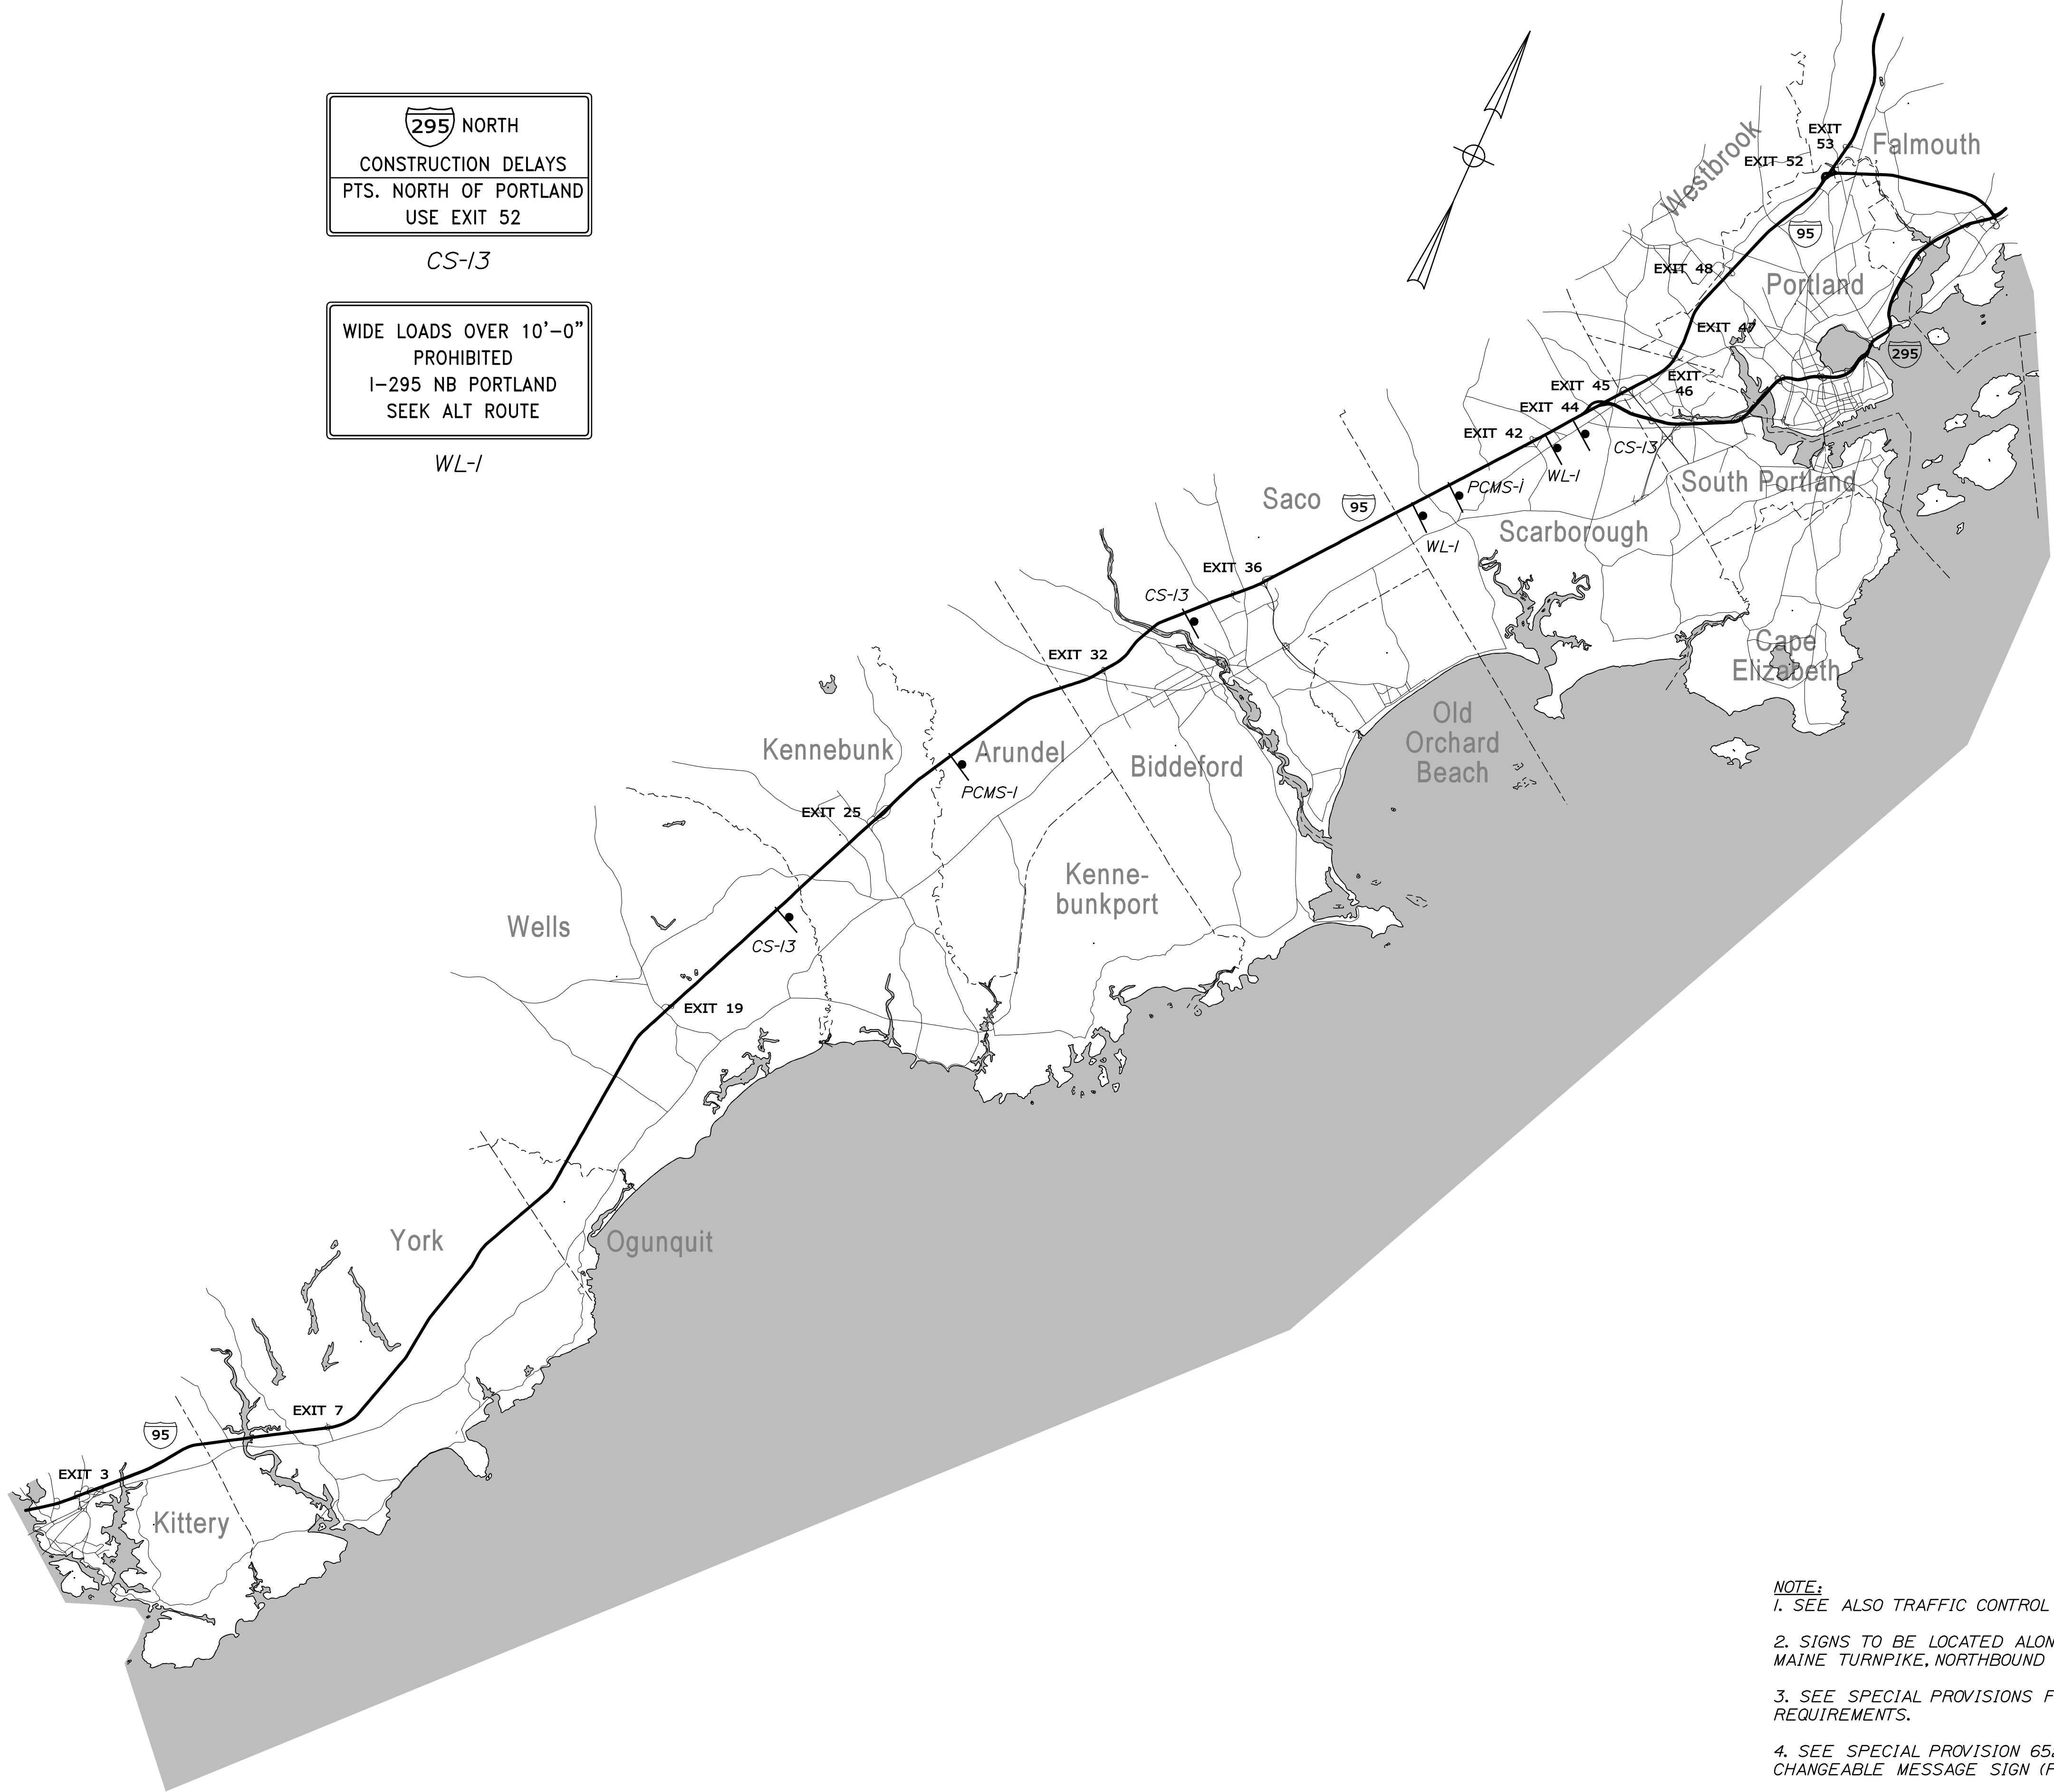 295 NORTH
CONSTRUCTION DELAYS
PTS. NORTH OF PORTLAND
USE EXIT 52
CS-13
WIDE LOADS OVER 10'-0"
PROHIBITED
I-295 NB PORTLAND
SEEK ALT ROUTE
WL-1
EXIT
53
Falmouth
EXIT 52
Westbrook
95
EXIT 48
Portland
EXIT 47
295
EXIT
46
EXIT 45
EXIT 44
EXIT 42
CS-13
WL-1
South Portland
PCMS-1
Saco
95
Scarborough
WL-1
EXIT 36
CS-13
Cape
Elizabeth
EXIT 32
Old
Orchard
Beach
Kennebunk
Arundel
Biddeford
PCMS-1
EXIT 25
Kenne-
bunkport
Wells
CS-13
EXIT 19
York
Ogunquit
EXIT 7
95
EXIT 3
Kittery
NOTE:
1. SEE ALSO TRAFFIC CONTROL
2. SIGNS TO BE LOCATED ALON
MAINE TURNPIKE, NORTHBOUND
3. SEE SPECIAL PROVISIONS F
REQUIREMENTS.
4. SEE SPECIAL PROVISION 65
CHANGEABLE MESSAGE SIGN (